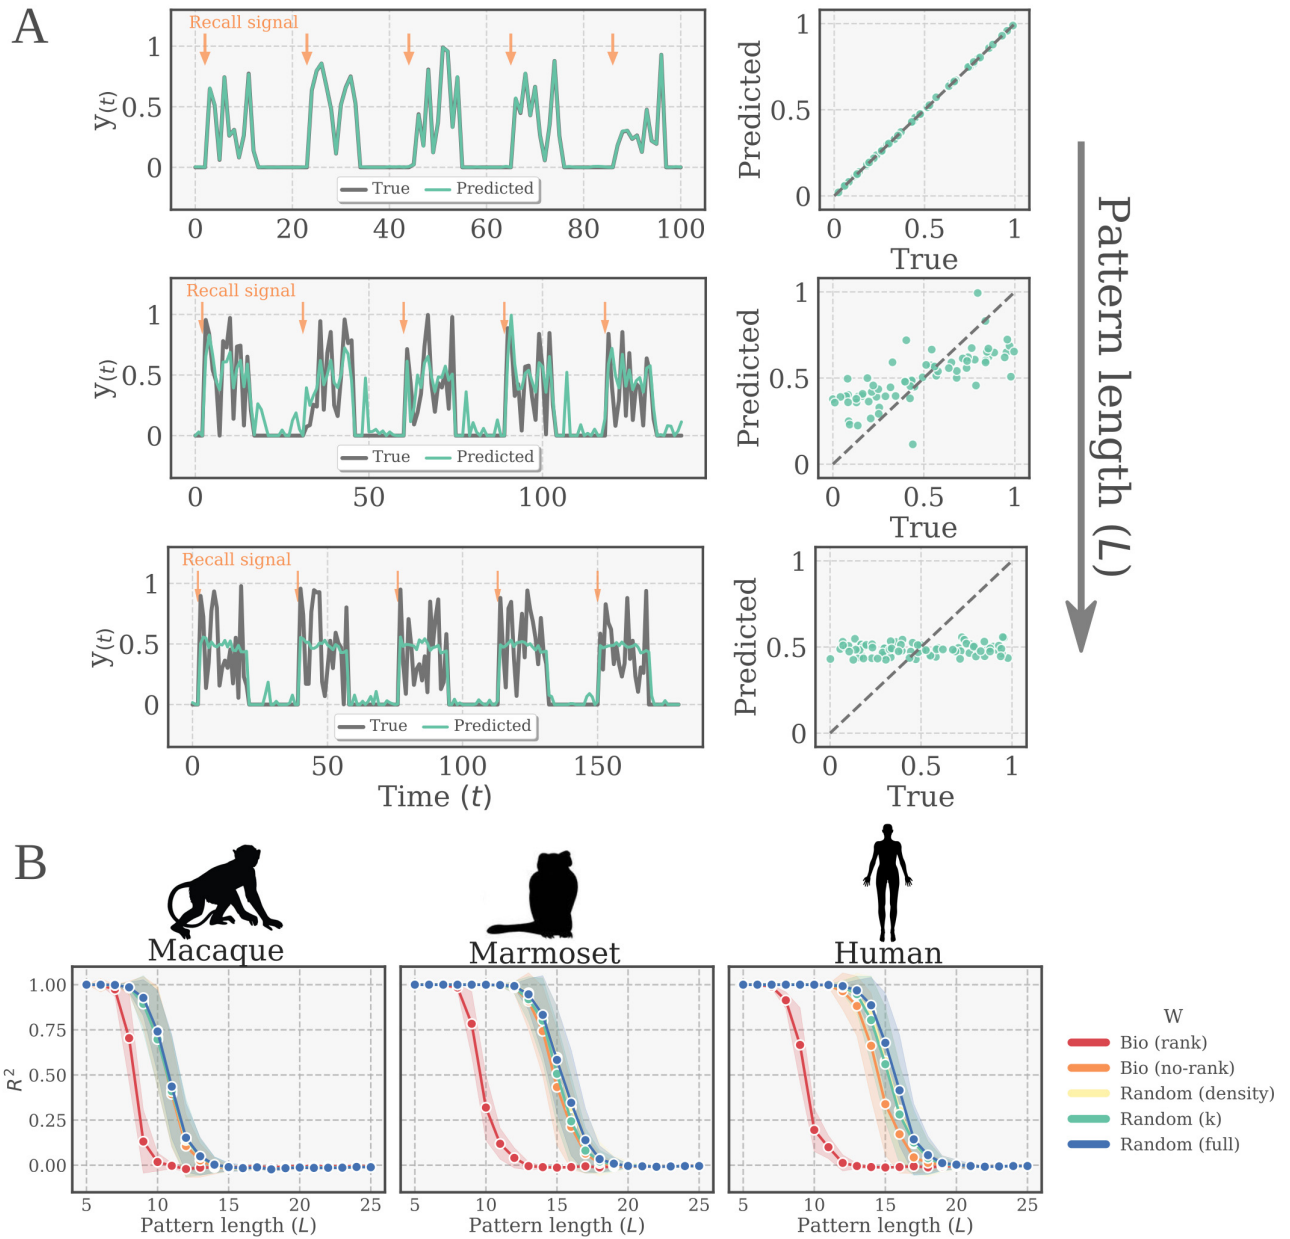 A
Recall signal
1
0.5
0
y(t)
True
Predicted
0
20
40
60
80
100
1
0.5
0
Predicted
0
0.5
1
True
Recall signal
1
0.5
0
y(t)
True
Predicted
0
50
100
1
0.5
0
Predicted
0
0.5
1
True
Recall signal
1
0.5
0
y(t)
True
Predicted
0
50
100
150
Time (t)
1
0.5
0
Predicted
0
0.5
1
True
Pattern length (L)
B
Macaque
Marmoset
Human
1.00
0.75
0.50
0.25
0.00
R²
5
10
15
20
25
Pattern length (L)
5
10
15
20
25
Pattern length (L)
5
10
15
20
25
Pattern length (L)
W
Bio (rank)
Bio (no-rank)
Random (density)
Random (k)
Random (full)